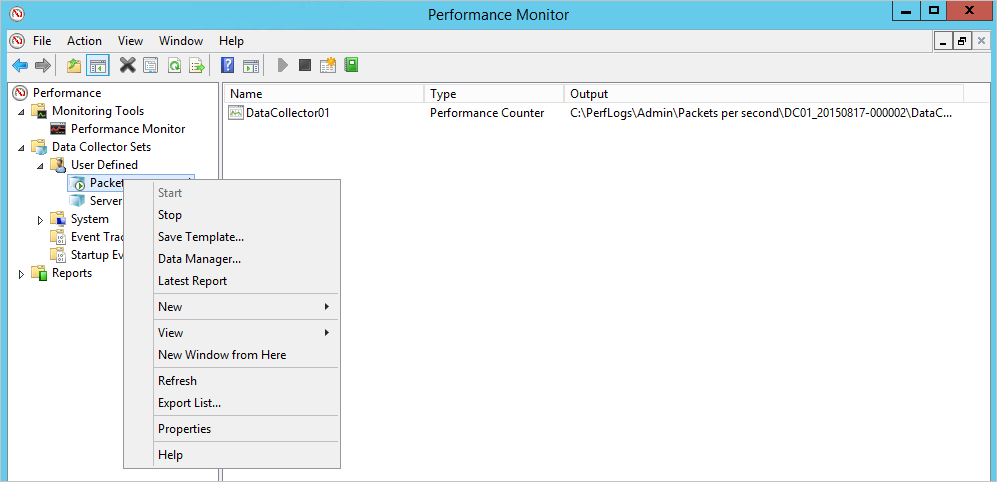 Performance Monitor
File Action View Window Help
Performance
Monitoring Tools
Performance Monitor
Data Collector Sets
User Defined
Packet
Server
System
Event Trac
Startup Ev
Reports
Start
Stop
Save Template...
Data Manager...
Latest Report
New
View
New Window from Here
Refresh
Export List...
Properties
Help
Name Type Output
DataCollector01 Performance Counter C:\PerfLogs\Admin\Packets per second\DC01_20150817-000002\DataC...